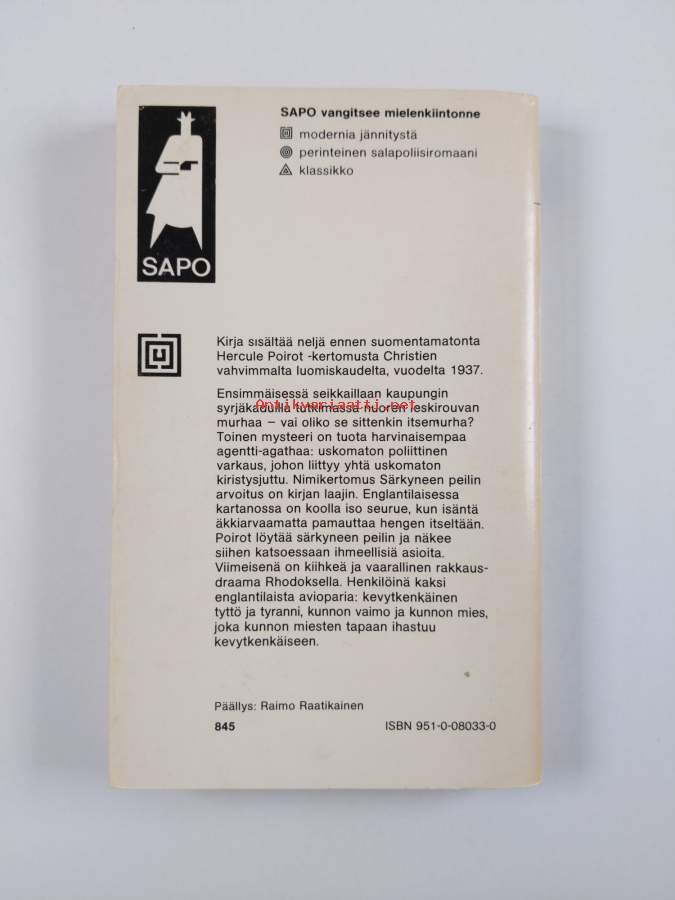 SAPO vangitsee mielenkiintonne
modernia jännitystä
perinteinen salapoliisiromaani
klassikko
SAPO
Kirja sisältää neljä ennen suomentamatonta
Hercule Poirot -kertomusta Christien
vahvimmalta luomiskaudelta, vuodelta 1937.
Ensimmäisessä seikkaillaan kaupungin
Antikvariaatti.net
syrjäkaduilla tutkimassa nuoren leskirouvan
murhaa – vai oliko se sittenkin itsemurha?
Toinen mysteeri on tuota harvinaisempaa
agentti-agathaa: uskomaton poliittinen
varkaus, johon liittyy yhtä uskomaton
kiristysjuttu. Nimikertomus Särkyneen peilin
arvoitus on kirjan laajin. Englantilaisessa
kartanossa on koolla iso seurue, kun isäntä
äkkiarvaamatta pamauttaa hengen itseltään.
Poirot löytää särkyneen peilin ja näkee
siihen katsoessaan ihmeellisiä asioita.
Viimeisenä on kiihkeä ja vaarallinen rakkaus-
draama Rhodoksella. Henkilöinä kaksi
englantilaista avioparia: kevytkenkäinen
tyttö ja tyranni, kunnon vaimo ja kunnon mies,
joka kunnon miesten tapaan ihastuu
kevytkenkäiseen.
Päällys: Raimo Raatikainen
845 ISBN 951-0-08033-0